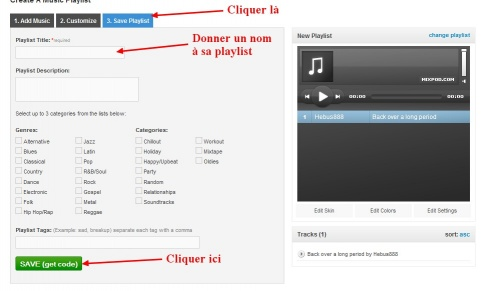 Create A Music Playlist
Cliquer là
1. Add Music
2. Customize
3. Save Playlist
Playlist Title: *required
Donner un nom
à sa playlist
Playlist Description:
Select up to 3 categories from the lists below:
Genres:
Categories:
Alternative
Jazz
Chillout
Workout
Blues
Latin
Holiday
Mixtape
Classical
Pop
Happy/Upbeat
Oldies
Country
R&B/Soul
Party
Dance
Rock
Random
Electronic
Gospel
Relationships
Folk
Metal
Soundtracks
Hip Hop/Rap
Reggae
Playlist Tags: (Example: sad, breakup) separate each tag with a comma
SAVE (get code)
Cliquer ici
New Playlist
change playlist
MIXPOD.COM
00:00
00:00
Hebus888
Back over a long period
Edit Skin
Edit Colors
Edit Settings
Tracks (1)
sort: asc
Back over a long period by Hebus888